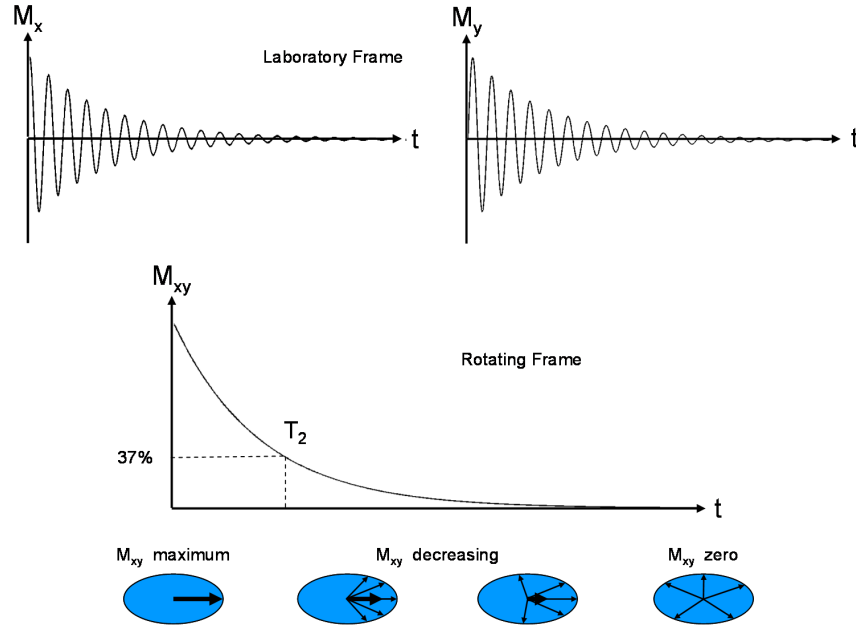 Mx
My
Laboratory Frame
t
t
Mxy
Rotating Frame
T2
37%
t
Mxy maximum
Mxy decreasing
Mxy zero